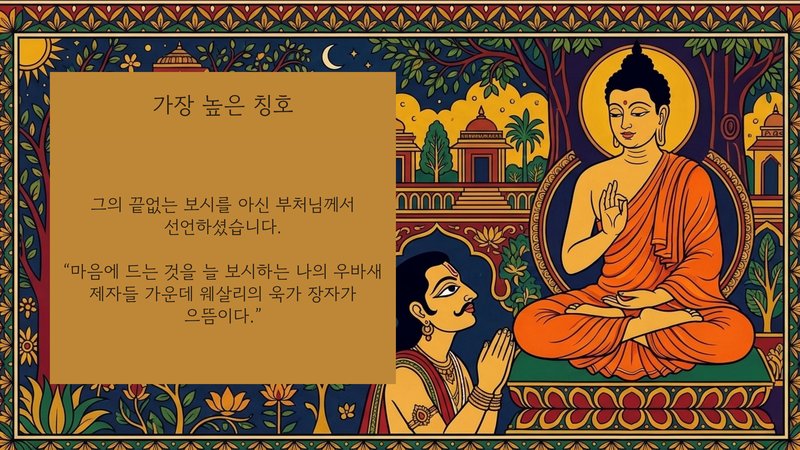 가장 높은 칭호
그의 끝없는 보시를 아신 부처님께서
선언하셨습니다.
“마음에 드는 것을 늘 보시하는 나의 우바새
제자들 가운데 웨살리의 욱가 장자가
으뜸이다.”